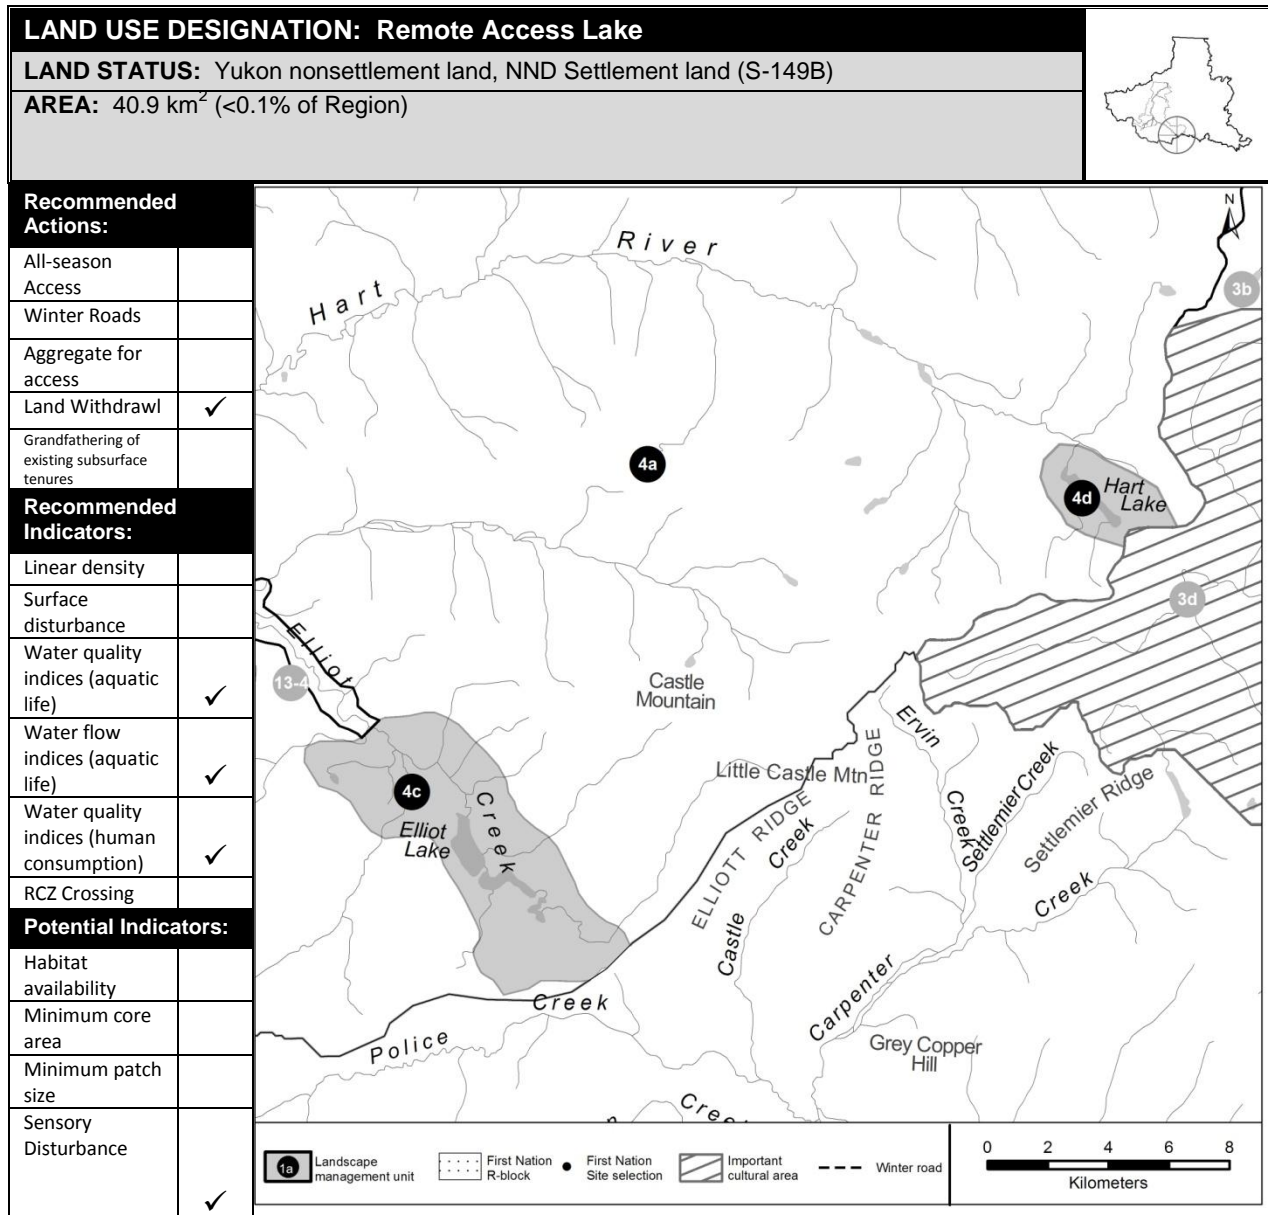 LAND USE DESIGNATION: Remote Access Lake
LAND STATUS: Yukon nonsettlement land, NND Settlement land (S-149B)
AREA: 40.9 km2 (<0.1% of Region)
Recommended
Actions:
All-season
Access
Winter Roads
Aggregate for
access
Land Withdrawl ✓
Grandfathering of
existing subsurface
tenures
Recommended
Indicators:
Linear density
Surface
disturbance
Water quality
indices (aquatic
life) ✓
Water flow
indices (aquatic
life) ✓
Water quality
indices (human
consumption) ✓
RCZ Crossing
Potential Indicators:
Habitat
availability
Minimum core
area
Minimum patch
size
Sensory
Disturbance
✓
N
Hart River
3b
4a
4d
Hart
Lake
3d
Elliot
13-4
Castle
Mountain
Ervin
Creek
Little Castle Mtn
4c
Elliot
Lake
Creek
ELLIOTT RIDGE
Castle Creek
CARPENTER RIDGE
Settlemier Creek
Settlemier Ridge
Carpenter Creek
Police Creek
Grey Copper
Hill
Creek
1a
Landscape
management unit
First Nation
R-block
First Nation
Site selection
Important
cultural area
Winter road
0 2 4 6 8
Kilometers